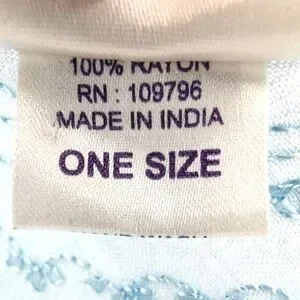 100% RAYON
RN : 109796
MADE IN INDIA
ONE SIZE